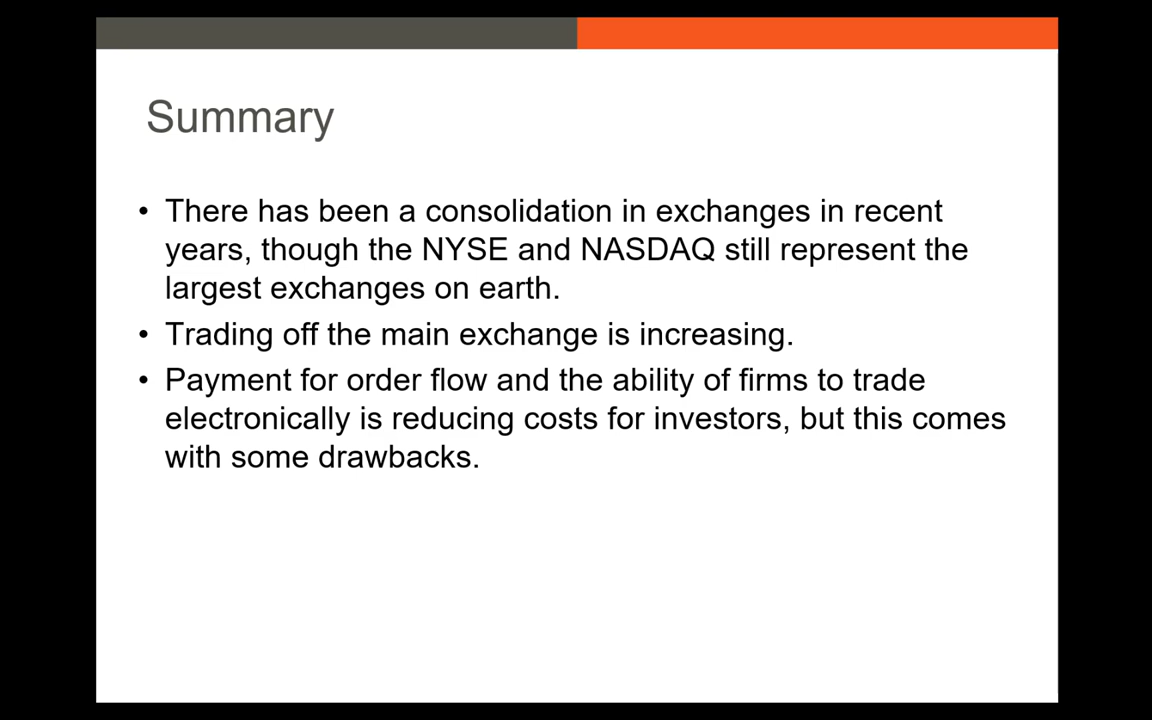 Summary
• There has been a consolidation in exchanges in recent
years, though the NYSE and NASDAQ still represent the
largest exchanges on earth.
• Trading off the main exchange is increasing.
• Payment for order flow and the ability of firms to trade
electronically is reducing costs for investors, but this comes
with some drawbacks.